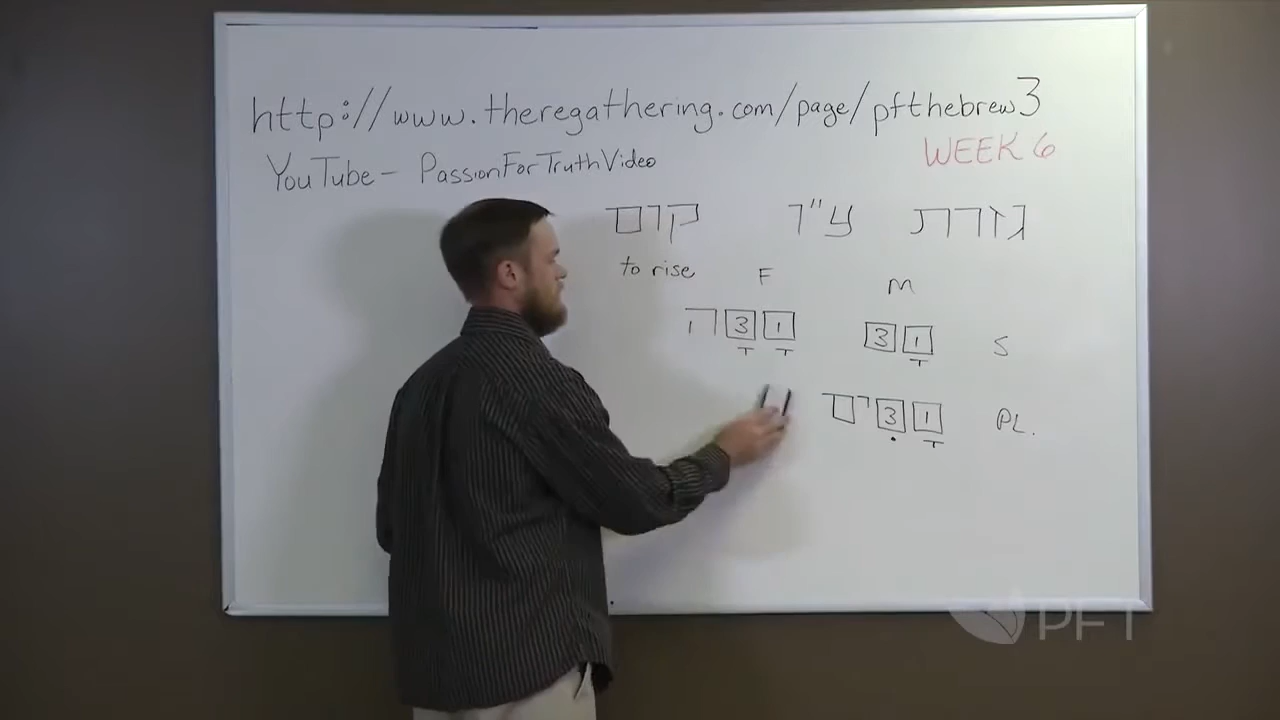 http://www.theregathering.com/page/pfthebrew3
YouTube- PassionForTruthVideo WEEK 6
גזרת ע"ו קום
to rise F M
ה 3 1 3 1 S
ים 3 1 PL.
PFT